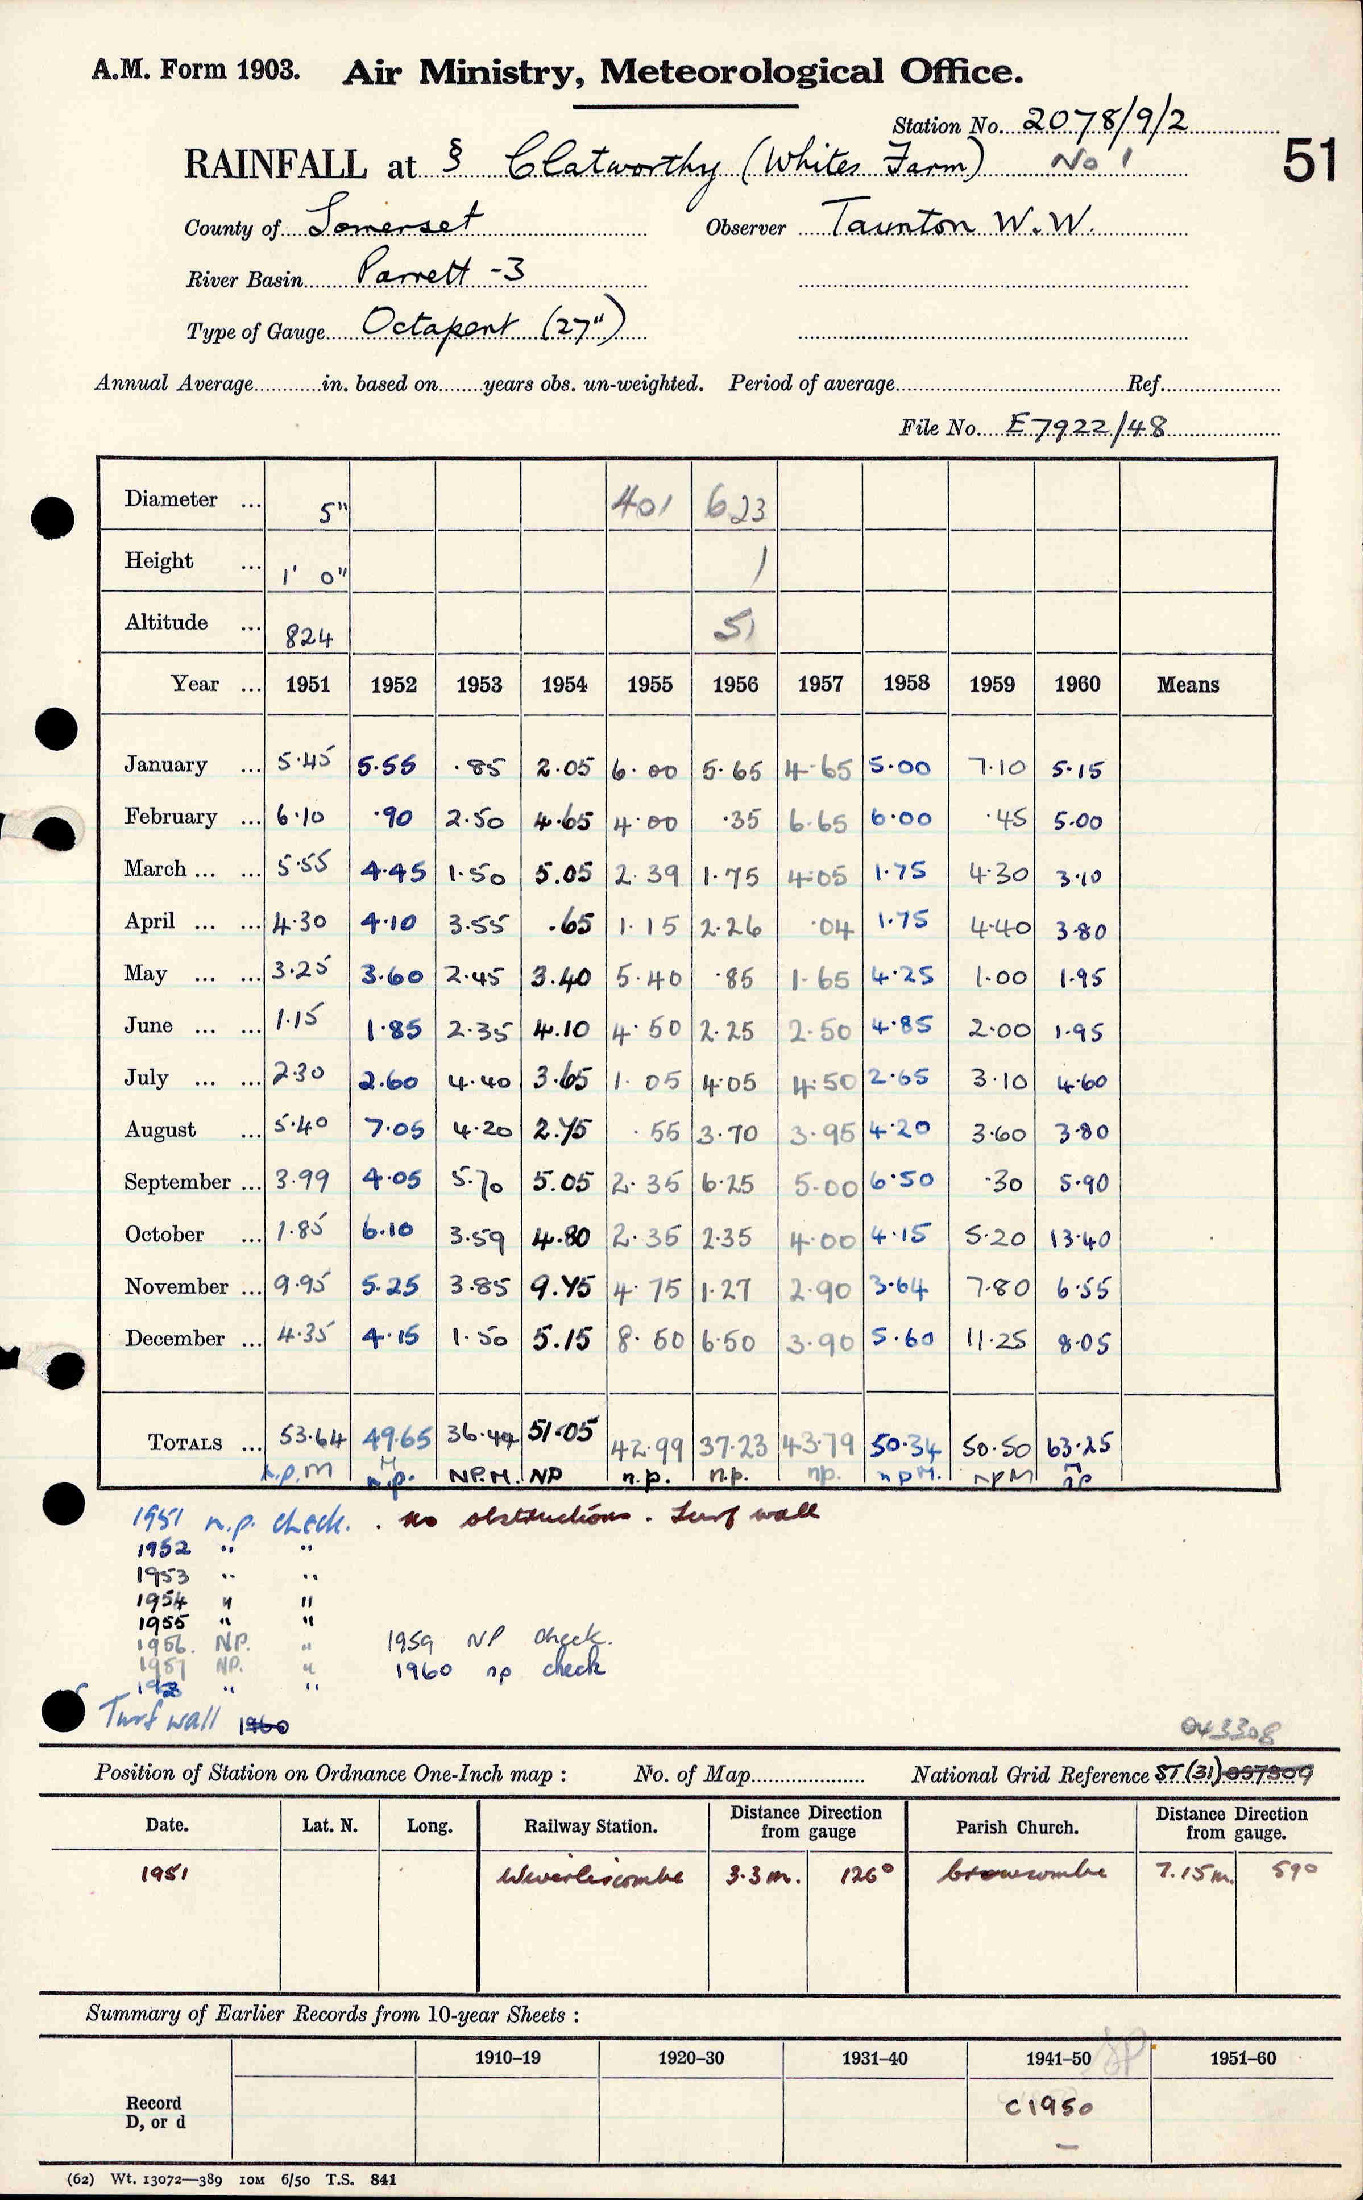 A.M. Form 1903. Air Ministry, Meteorological Office.
Station No. 2078/9/2
RAINFALL at § Clatworthy (Whites Farm) No 1
51
County of Somerset Observer Taunton W.W.
River Basin Parrett -3
Type of Gauge Octapent (27")
Annual Average in. based on years obs. un-weighted. Period of average Ref.
File No. E7922/48
Diameter ... 5" 401 623
Height ... 1' 0" 1
Altitude ... 824 51
Year ... 1951 1952 1953 1954 1955 1956 1957 1958 1959 1960 Means
January ... 5.45 5.55 .85 2.05 6.00 5.65 4.65 5.00 7.10 5.15
February ... 6.10 .90 2.50 4.65 4.00 .35 6.65 6.00 .45 5.00
March ... ... 5.55 4.45 1.50 5.05 2.39 1.75 4.05 1.75 4.30 3.10
April ... ... 4.30 4.10 3.55 .65 1.15 2.26 .04 1.75 4.40 3.80
May ... ... 3.25 3.60 2.45 3.40 5.40 .85 1.65 4.25 1.00 1.95
June ... ... 1.15 1.85 2.35 4.10 4.50 2.25 2.50 4.85 2.00 1.95
July ... ... 2.30 2.60 4.40 3.65 1.05 4.05 4.50 2.65 3.10 4.60
August ... 5.40 7.05 4.20 2.75 .55 3.70 3.95 4.20 3.60 3.80
September ... 3.99 4.05 5.70 5.05 2.35 6.25 5.00 6.50 .30 5.90
October ... 1.85 6.10 3.59 4.80 2.35 2.35 4.00 4.15 5.20 13.40
November ... 9.95 5.25 3.85 9.75 4.75 1.27 2.90 3.64 7.80 6.55
December ... 4.35 4.15 1.50 5.15 8.50 6.50 3.90 5.60 11.25 8.05
TOTALS ... 53.64 49.65 36.44 51.05 42.99 37.23 43.79 50.34 50.50 63.25
n.p.M M n.p. NP.M. NP n.p. n.p. np. npM. npM M np
1951 n.p. check. . no obstructions. Turf wall
1952 " "
1953 " "
1954 " "
1955 " "
1956. NP. " 1959 NP check.
1957 NP. " 1960 np check
" "
Turf wall 1960
043308
Position of Station on Ordnance One-Inch map : No. of Map National Grid Reference ST (31) 057309
Date. Lat. N. Long. Railway Station. Distance Direction from gauge Parish Church. Distance Direction from gauge.
1951 Wiveliscombe 3.3 m. 126° 7.15 m. 59°
Summary of Earlier Records from 10-year Sheets :
1910–19 1920–30 1931–40 1941–50 1951–60
Record D, or d C 1950
—
(62) Wt. 13072—389 10M 6/50 T.S. 841